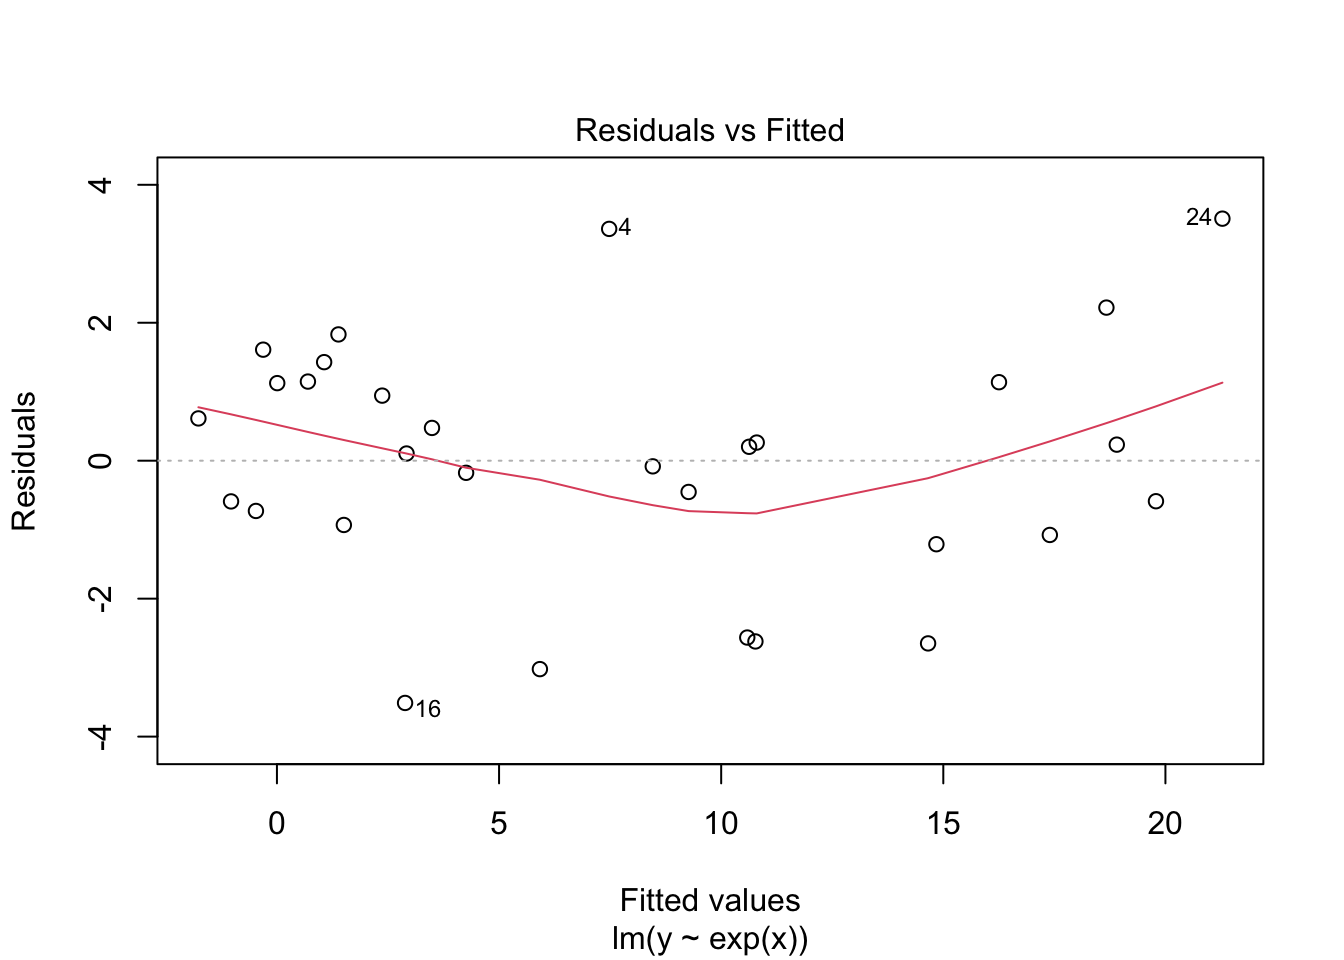 Residuals vs Fitted
Residuals
4
2
0
-2
-4
4
24
16
0 5 10 15 20
Fitted values
lm(y ~ exp(x))